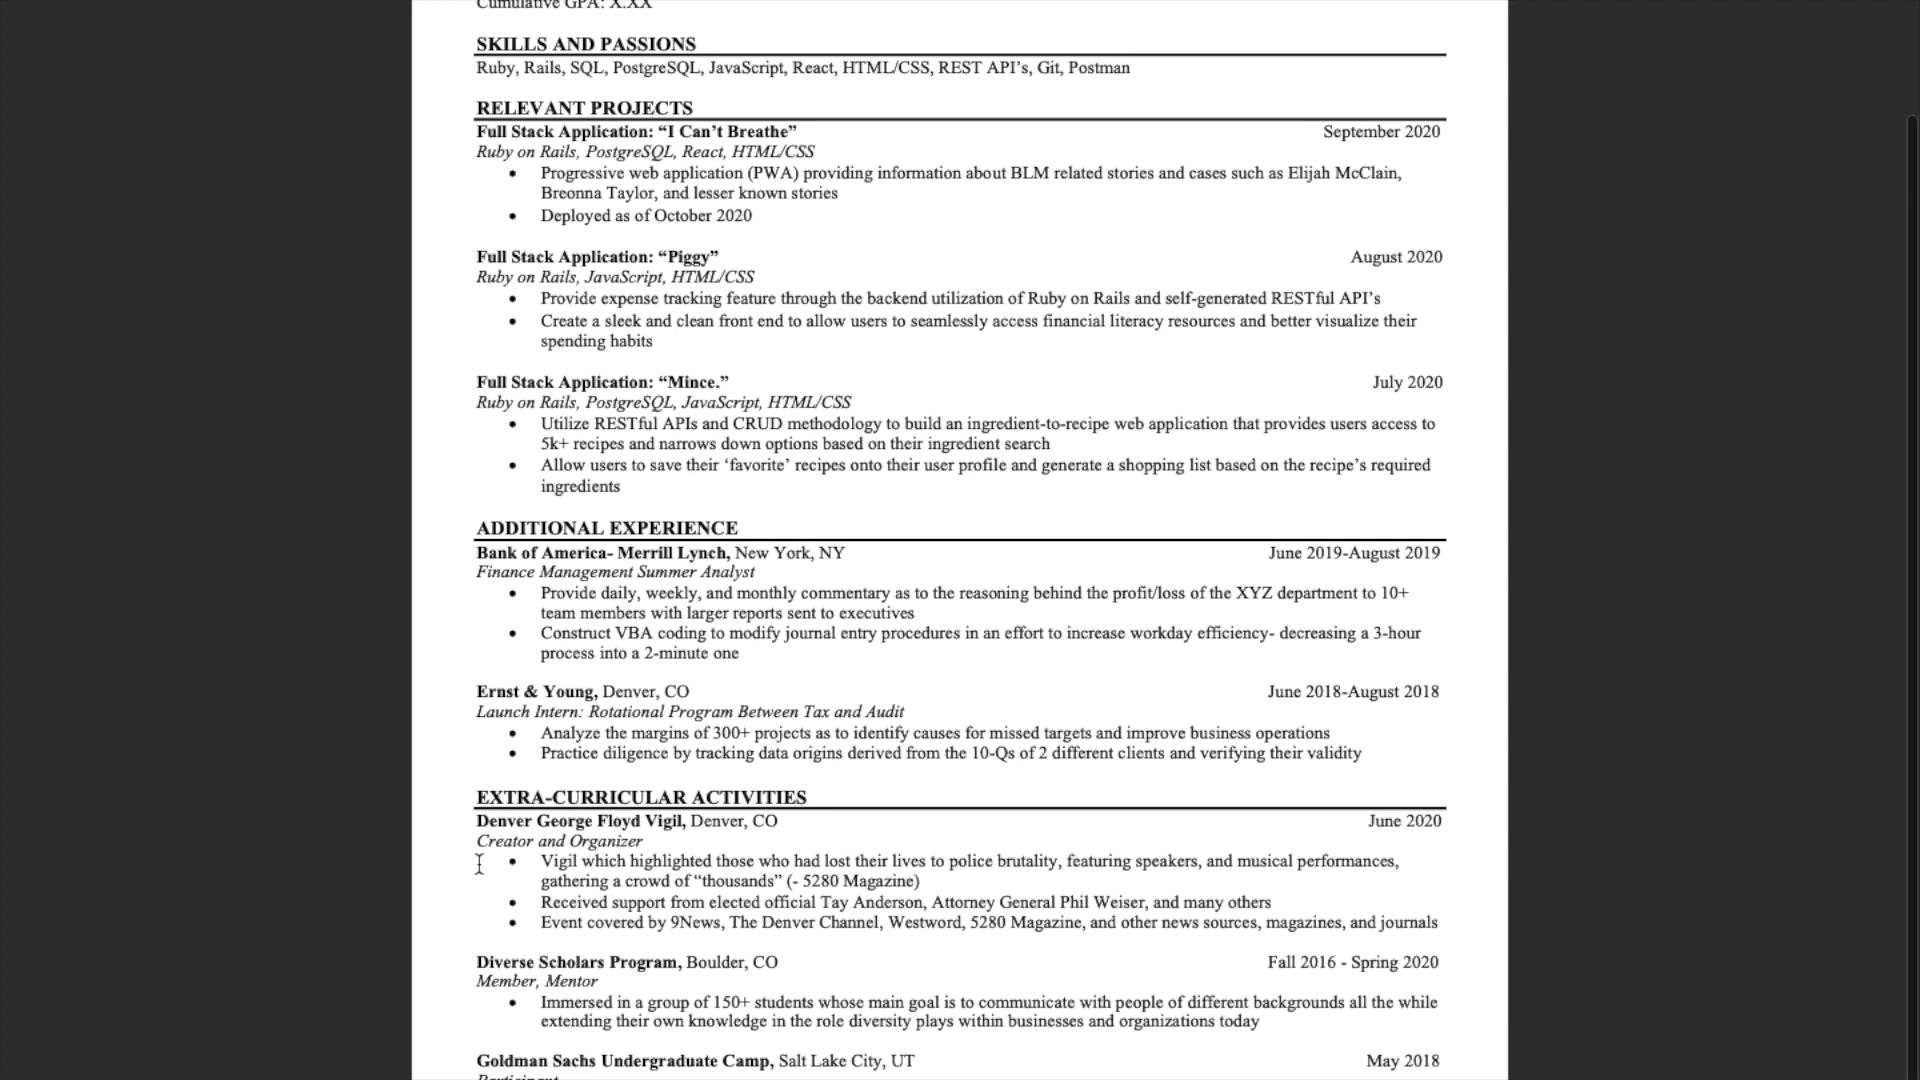 Cumulative GPA: X.XX
SKILLS AND PASSIONS
Ruby, Rails, SQL, PostgreSQL, JavaScript, React, HTML/CSS, REST API's, Git, Postman
RELEVANT PROJECTS
Full Stack Application: “I Can’t Breathe” September 2020
Ruby on Rails, PostgreSQL, React, HTML/CSS
• Progressive web application (PWA) providing information about BLM related stories and cases such as Elijah McClain,
Breonna Taylor, and lesser known stories
• Deployed as of October 2020
Full Stack Application: “Piggy” August 2020
Ruby on Rails, JavaScript, HTML/CSS
• Provide expense tracking feature through the backend utilization of Ruby on Rails and self-generated RESTful API’s
• Create a sleek and clean front end to allow users to seamlessly access financial literacy resources and better visualize their
spending habits
Full Stack Application: “Mince.” July 2020
Ruby on Rails, PostgreSQL, JavaScript, HTML/CSS
• Utilize RESTful APIs and CRUD methodology to build an ingredient-to-recipe web application that provides users access to
5k+ recipes and narrows down options based on their ingredient search
• Allow users to save their ‘favorite’ recipes onto their user profile and generate a shopping list based on the recipe’s required
ingredients
ADDITIONAL EXPERIENCE
Bank of America- Merrill Lynch, New York, NY June 2019-August 2019
Finance Management Summer Analyst
• Provide daily, weekly, and monthly commentary as to the reasoning behind the profit/loss of the XYZ department to 10+
team members with larger reports sent to executives
• Construct VBA coding to modify journal entry procedures in an effort to increase workday efficiency- decreasing a 3-hour
process into a 2-minute one
Ernst & Young, Denver, CO June 2018-August 2018
Launch Intern: Rotational Program Between Tax and Audit
• Analyze the margins of 300+ projects as to identify causes for missed targets and improve business operations
• Practice diligence by tracking data origins derived from the 10-Qs of 2 different clients and verifying their validity
EXTRA-CURRICULAR ACTIVITIES
Denver George Floyd Vigil, Denver, CO June 2020
Creator and Organizer
• Vigil which highlighted those who had lost their lives to police brutality, featuring speakers, and musical performances,
gathering a crowd of “thousands” (- 5280 Magazine)
• Received support from elected official Tay Anderson, Attorney General Phil Weiser, and many others
• Event covered by 9News, The Denver Channel, Westword, 5280 Magazine, and other news sources, magazines, and journals
Diverse Scholars Program, Boulder, CO Fall 2016 - Spring 2020
Member, Mentor
• Immersed in a group of 150+ students whose main goal is to communicate with people of different backgrounds all the while
extending their own knowledge in the role diversity plays within businesses and organizations today
Goldman Sachs Undergraduate Camp, Salt Lake City, UT May 2018
Participant